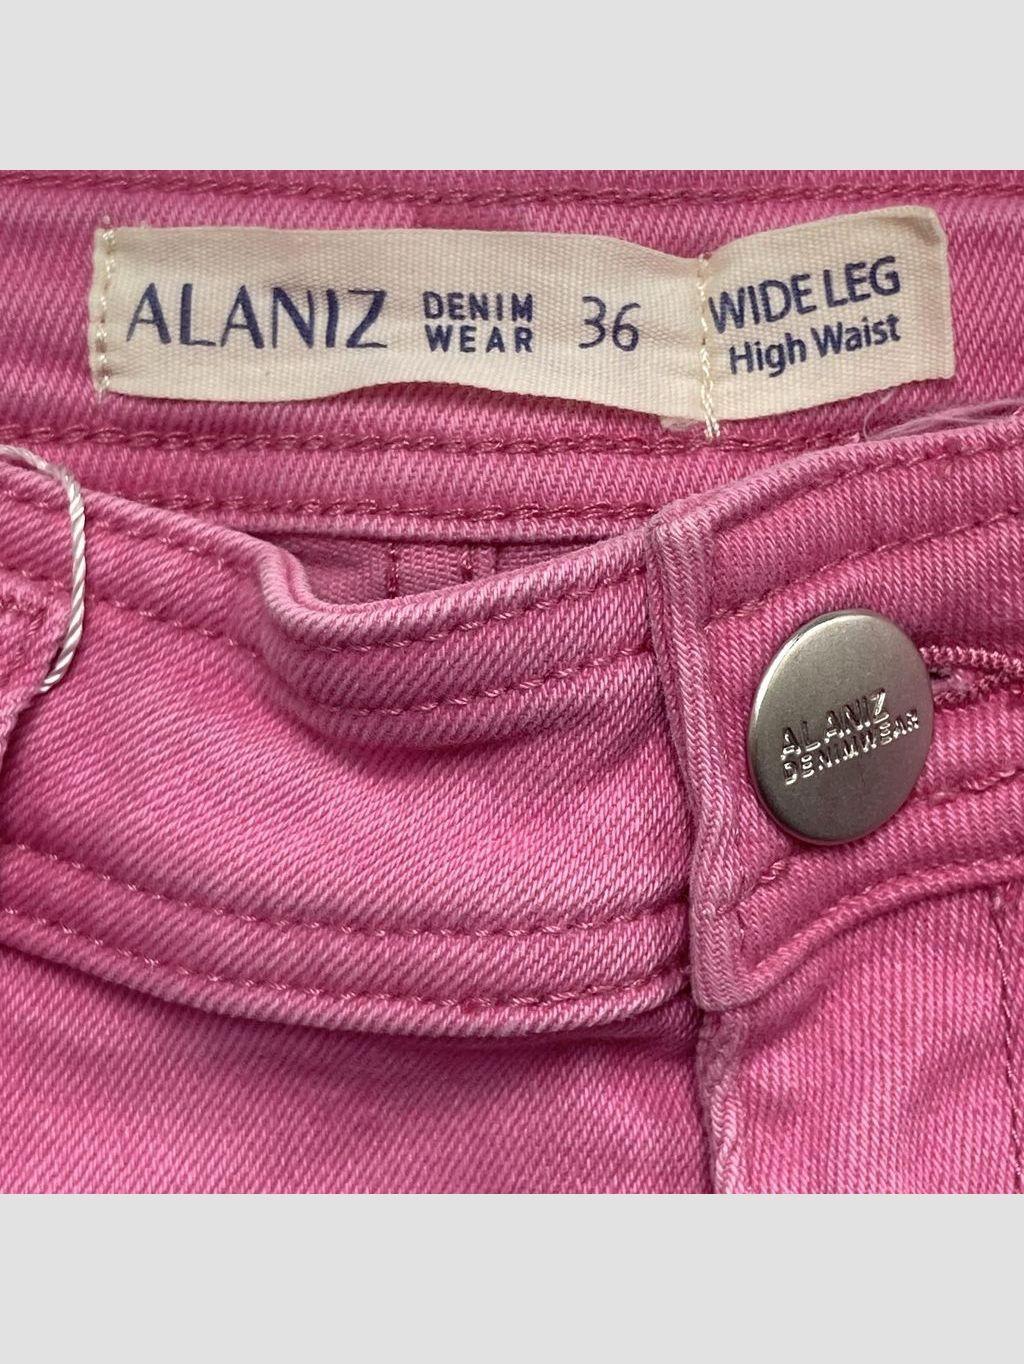 ALANIZ
DENIM
WEAR
36
WIDE LEG
High Waist
ALANIZ
DENIMWEAR